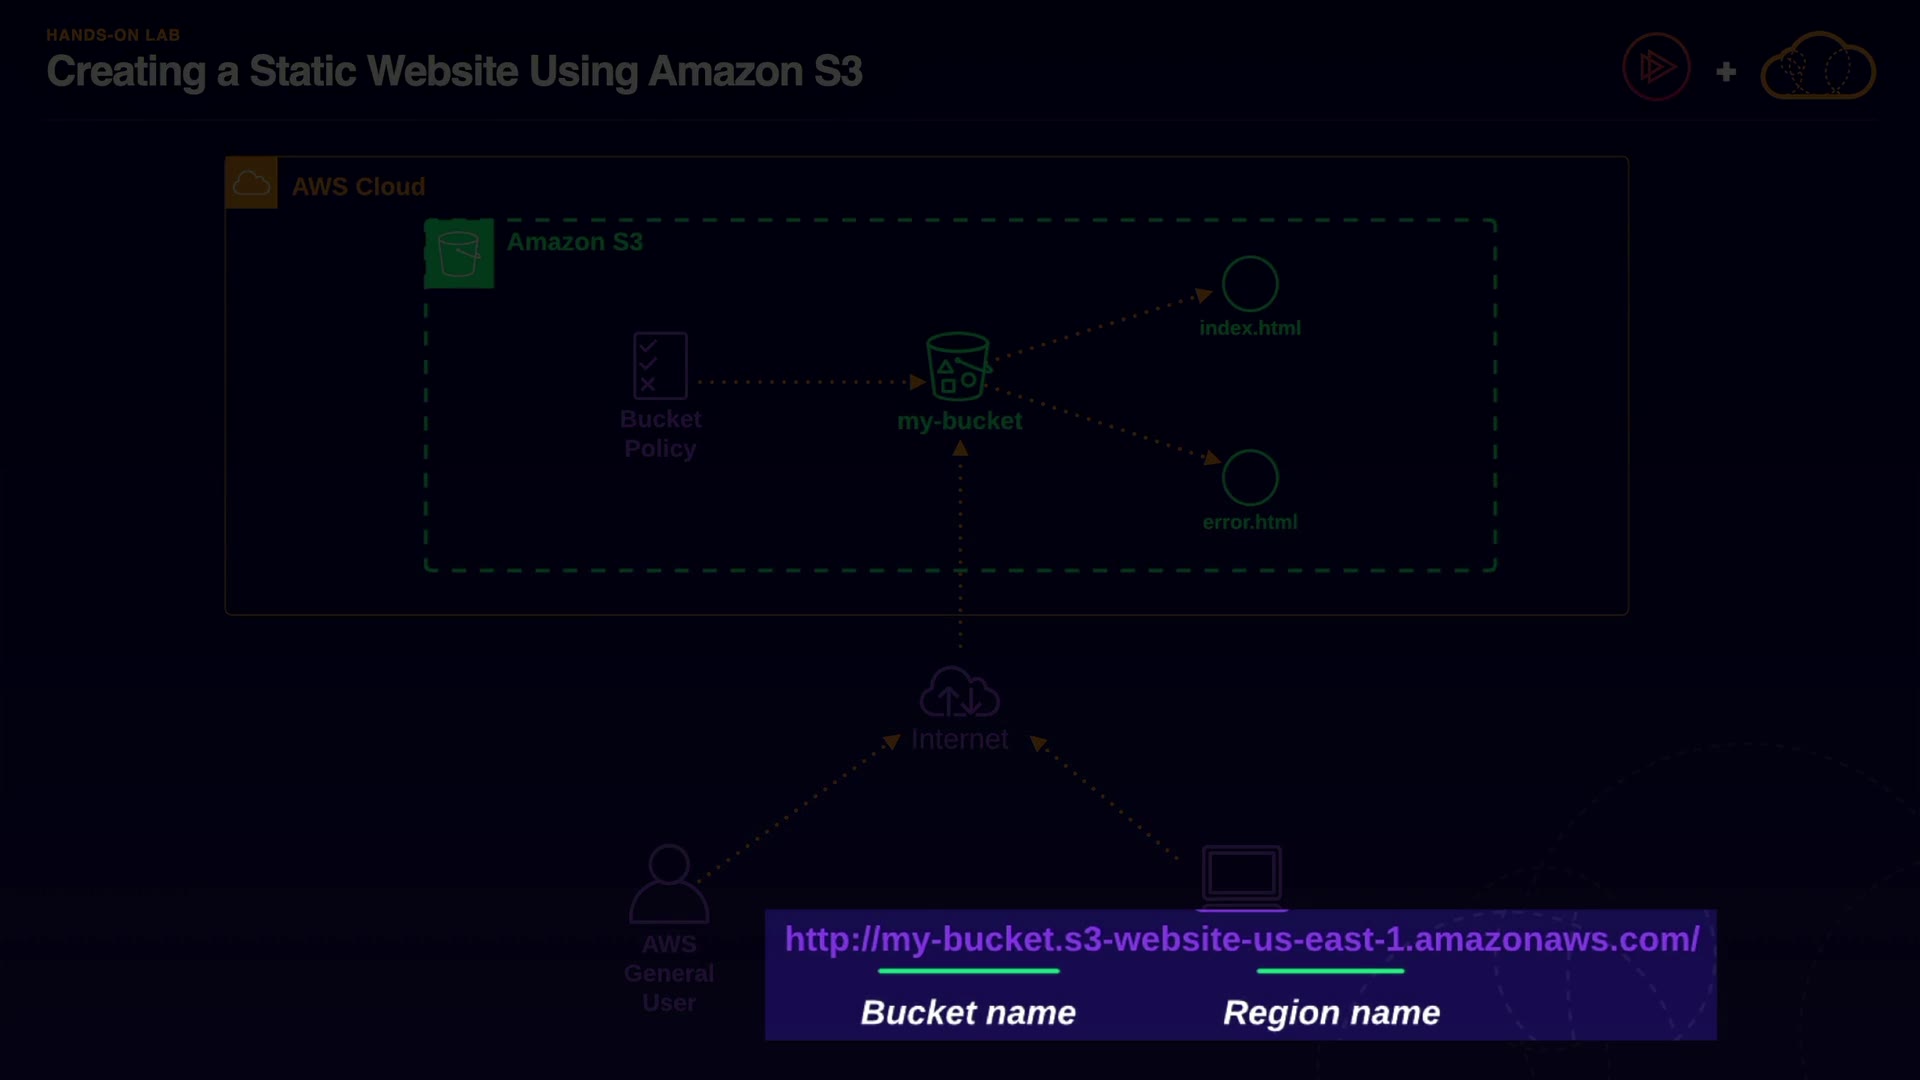 HANDS-ON LAB
Creating a Static Website Using Amazon S3
AWS Cloud
Amazon S3
index.html
Bucket
Policy
my-bucket
error.html
Internet
AWS
General
User
http://my-bucket.s3-website-us-east-1.amazonaws.com/
Bucket name
Region name